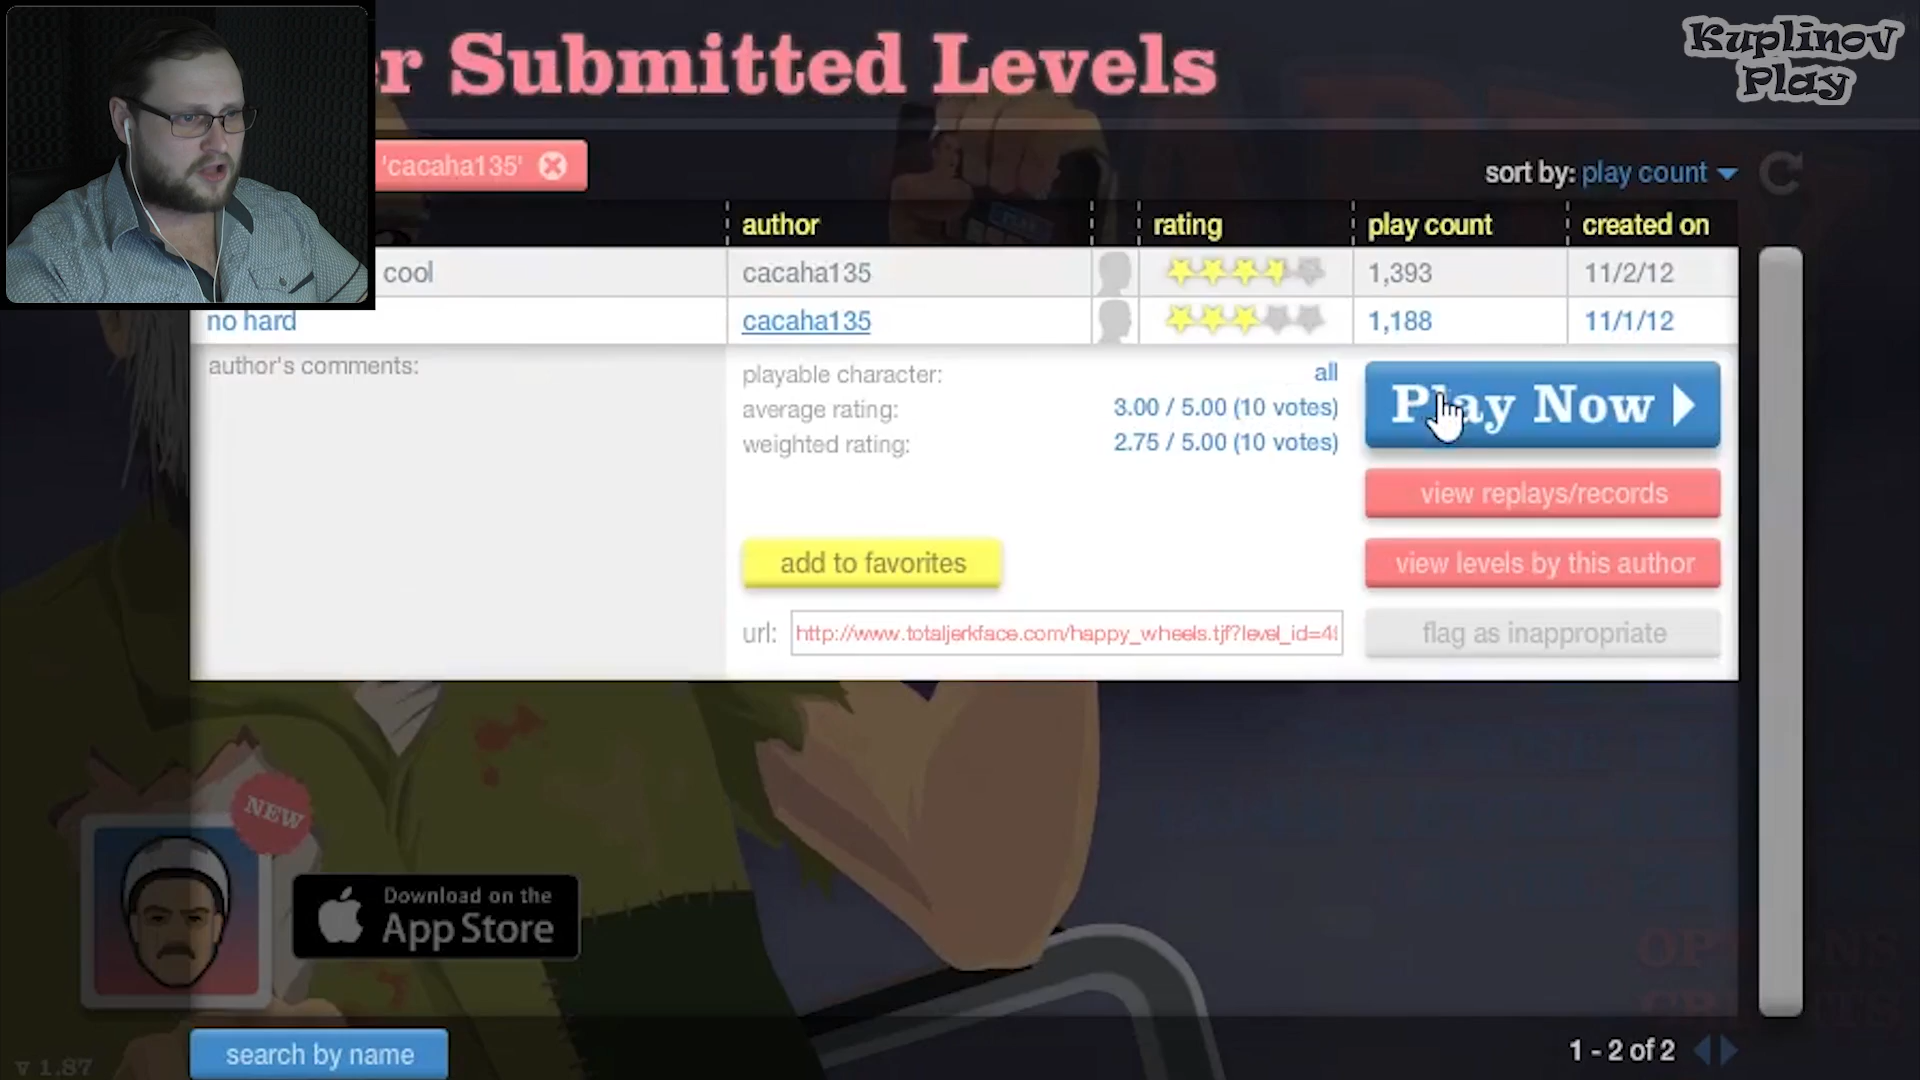 Kuplinov
Play
r Submitted Levels
'cacaha135'
sort by: play count
author rating play count created on
cool cacaha135 1,393 11/2/12
no hard cacaha135 1,188 11/1/12
author's comments:
playable character: all
average rating: 3.00 / 5.00 (10 votes)
weighted rating: 2.75 / 5.00 (10 votes)
Play Now
view replays/records
add to favorites
view levels by this author
url: http://www.totaljerkface.com/happy_wheels.tjf?level_id=4
flag as inappropriate
NEW
Download on the
App Store
search by name
1 - 2 of 2
v 1.87